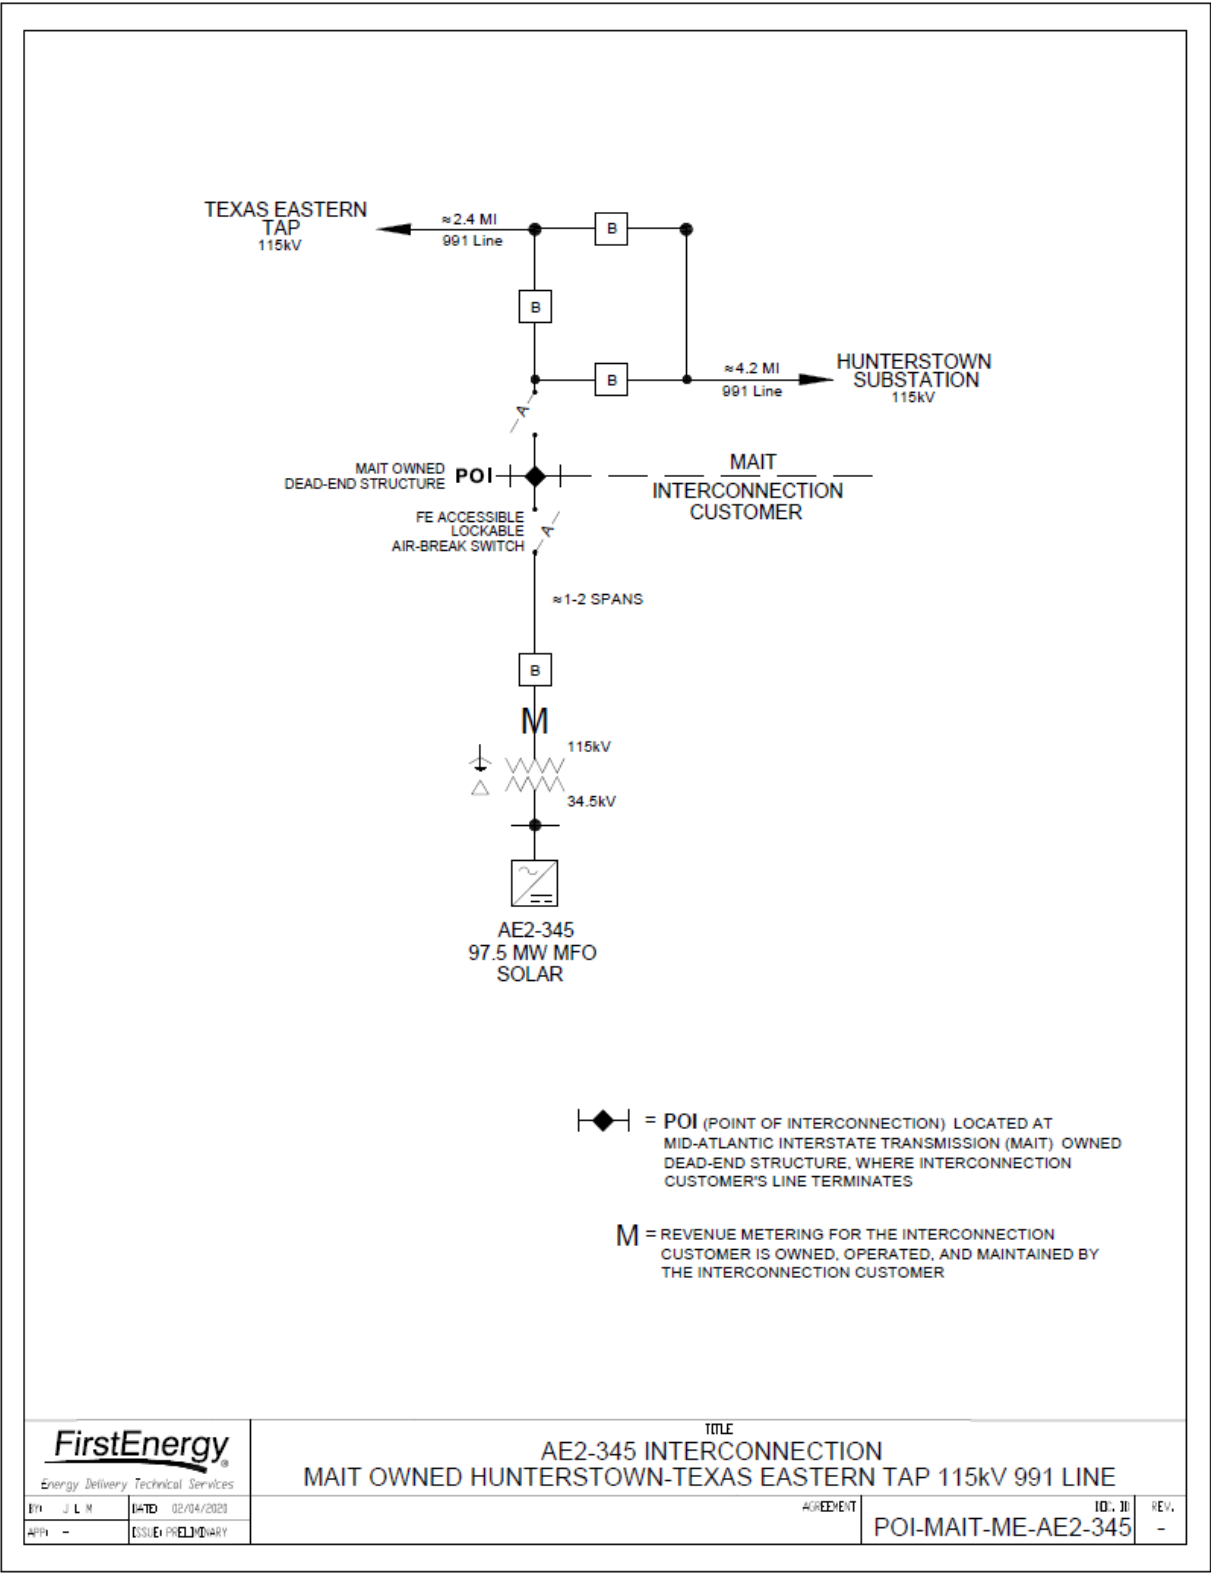 TEXAS EASTERN
TAP
115kV
≈2.4 MI
991 Line
B
B
B
≈4.2 MI
991 Line
HUNTERSTOWN
SUBSTATION
115kV
A
MAIT OWNED
DEAD-END STRUCTURE
POI
MAIT
INTERCONNECTION
CUSTOMER
FE ACCESSIBLE
LOCKABLE
AIR-BREAK SWITCH
A
≈1-2 SPANS
B
M
115kV
34.5kV
AE2-345
97.5 MW MFO
SOLAR
= POI (POINT OF INTERCONNECTION) LOCATED AT
MID-ATLANTIC INTERSTATE TRANSMISSION (MAIT) OWNED
DEAD-END STRUCTURE, WHERE INTERCONNECTION
CUSTOMER'S LINE TERMINATES
M = REVENUE METERING FOR THE INTERCONNECTION
CUSTOMER IS OWNED, OPERATED, AND MAINTAINED BY
THE INTERCONNECTION CUSTOMER
FirstEnergy®
Energy Delivery Technical Services
BY: J L M
DATE: 02/04/2020
APP: -
ISSUE: PRELIMINARY
TITLE
AE2-345 INTERCONNECTION
MAIT OWNED HUNTERSTOWN-TEXAS EASTERN TAP 115kV 991 LINE
AGREEMENT
DOC. ID
POI-MAIT-ME-AE2-345
REV.
-